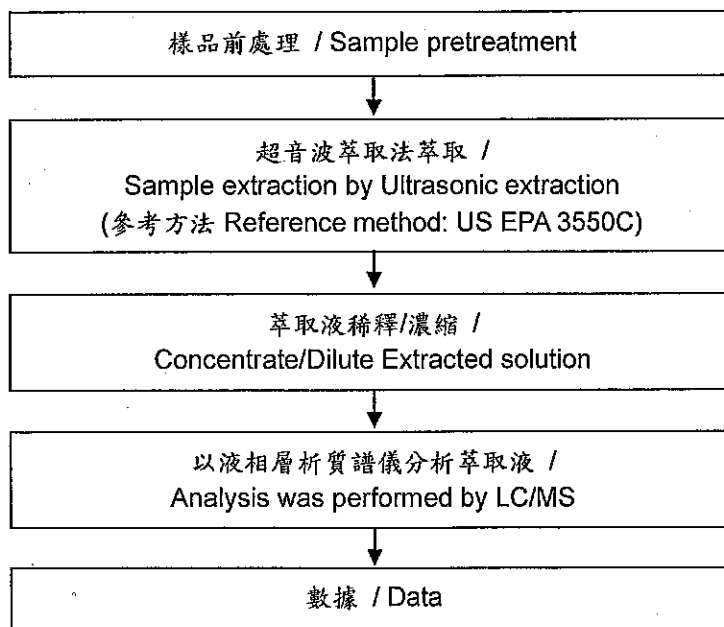 樣品前處理 / Sample pretreatment
超音波萃取法萃取 /
Sample extraction by Ultrasonic extraction
(參考方法 Reference method: US EPA 3550C)
萃取液稀釋/濃縮 /
Concentrate/Dilute Extracted solution
以液相層析質譜儀分析萃取液 /
Analysis was performed by LC/MS
數據 / Data